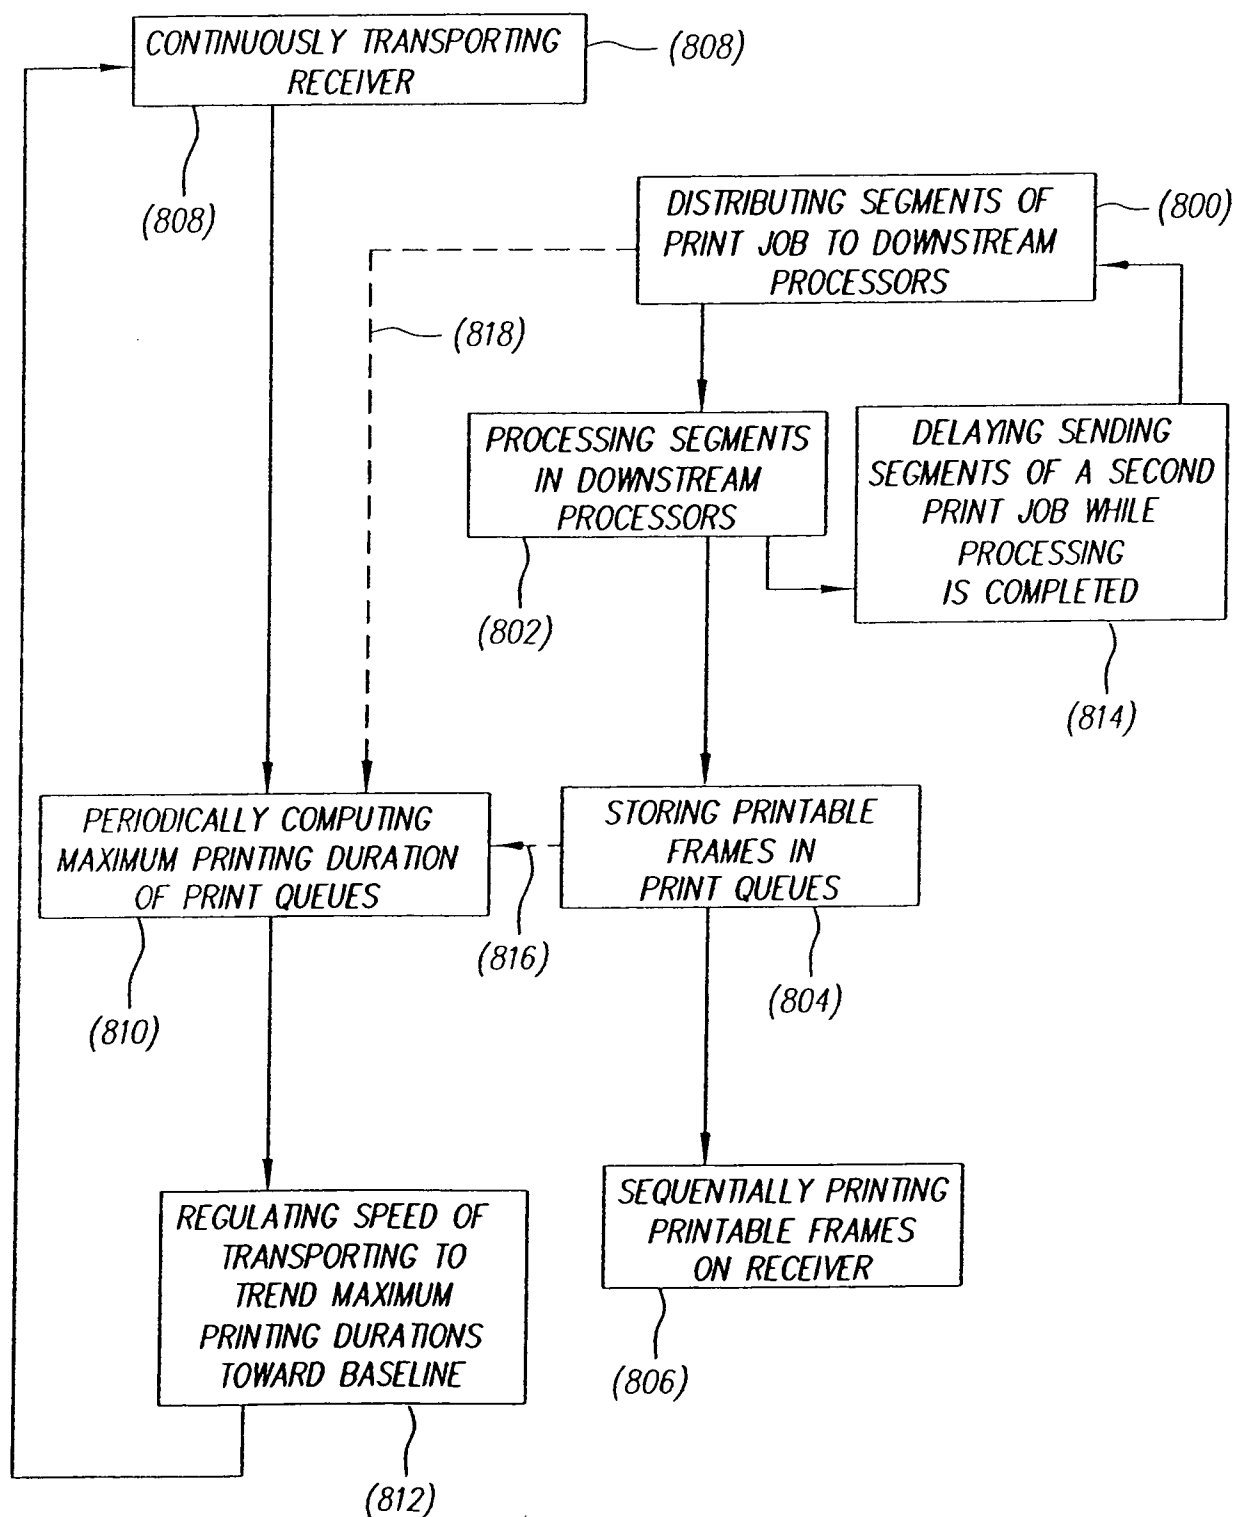 CONTINUOUSLY TRANSPORTING
RECEIVER
(808)
(808)
DISTRIBUTING SEGMENTS OF
PRINT JOB TO DOWNSTREAM
PROCESSORS
(800)
(818)
PROCESSING SEGMENTS
IN DOWNSTREAM
PROCESSORS
(802)
DELAYING SENDING
SEGMENTS OF A SECOND
PRINT JOB WHILE
PROCESSING
IS COMPLETED
(814)
PERIODICALLY COMPUTING
MAXIMUM PRINTING DURATION
OF PRINT QUEUES
(810)
STORING PRINTABLE
FRAMES IN
PRINT QUEUES
(816)
(804)
REGULATING SPEED OF
TRANSPORTING TO
TREND MAXIMUM
PRINTING DURATIONS
TOWARD BASELINE
(812)
SEQUENTIALLY PRINTING
PRINTABLE FRAMES
ON RECEIVER
(806)